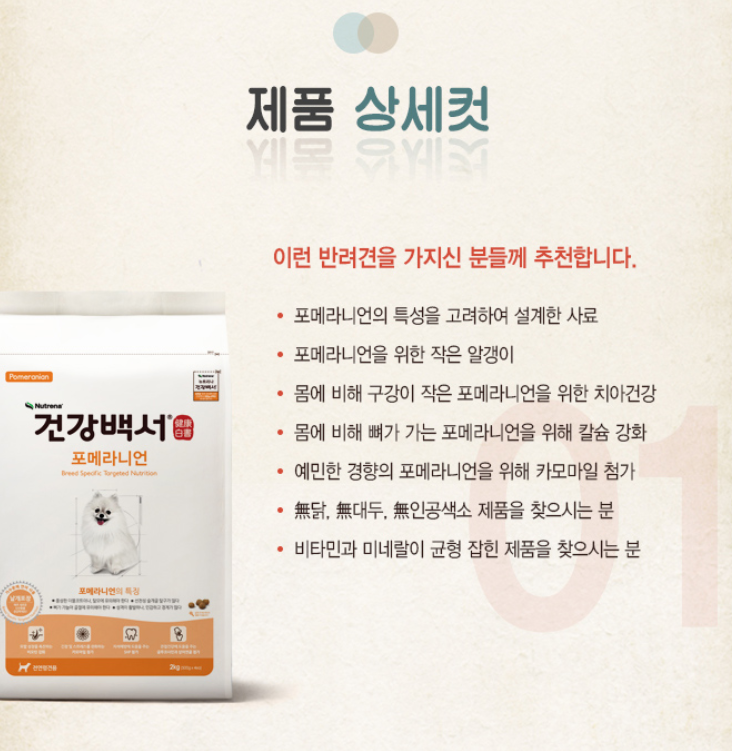 제품 상세컷
이런 반려견을 가지신 분들께 추천합니다.
• 포메라니언의 특성을 고려하여 설계한 사료
• 포메라니언을 위한 작은 알갱이
• 몸에 비해 구강이 작은 포메라니언을 위한 치아건강
• 몸에 비해 뼈가 가는 포메라니언을 위해 칼슘 강화
• 예민한 경향의 포메라니언을 위해 카모마일 첨가
• 無닭, 無대두, 無인공색소 제품을 찾으시는 분
• 비타민과 미네랄이 균형 잡힌 제품을 찾으시는 분
01
Pomeranian
Nutrena
건강백서® 健康白書
포메라니언
Breed Specific Targeted Nutrition
포메라니언의 특징
전연령견용
2kg